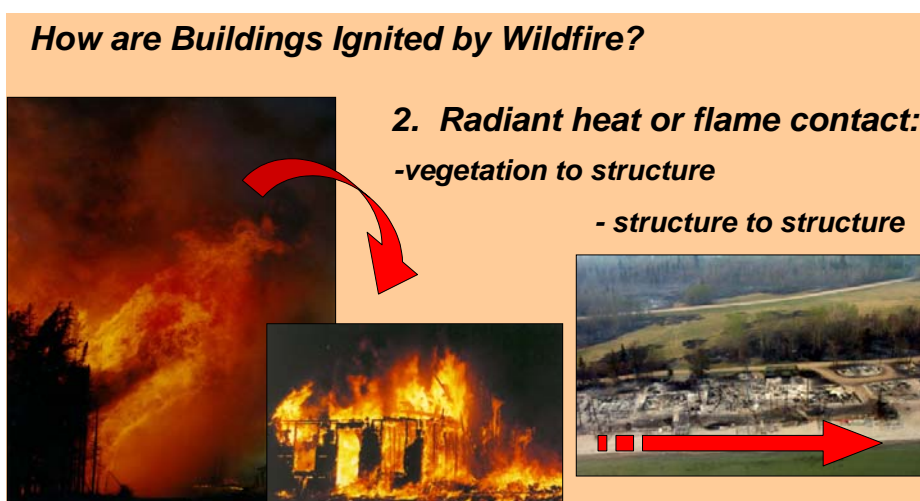 How are Buildings Ignited by Wildfire?
2. Radiant heat or flame contact:
-vegetation to structure
- structure to structure